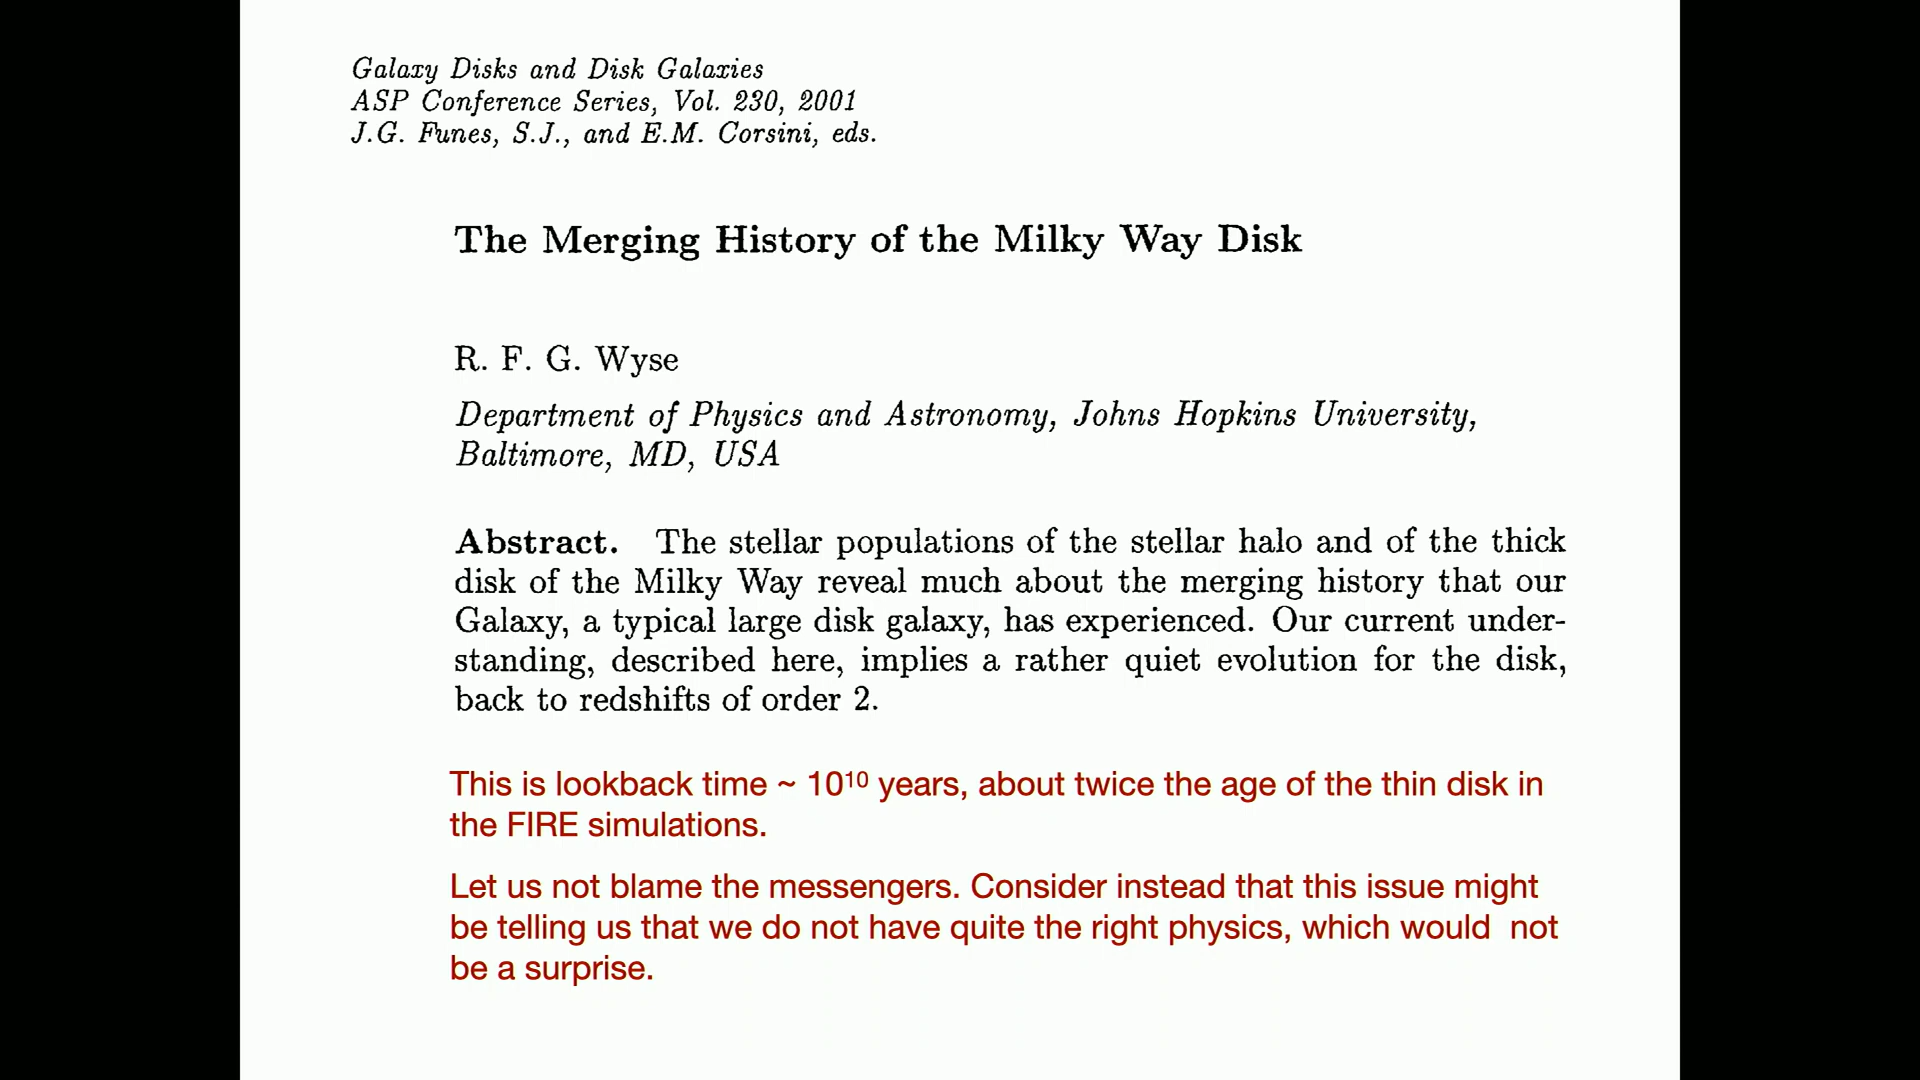 Galaxy Disks and Disk Galaxies
ASP Conference Series, Vol. 230, 2001
J.G. Funes, S.J., and E.M. Corsini, eds.
The Merging History of the Milky Way Disk
R. F. G. Wyse
Department of Physics and Astronomy, Johns Hopkins University,
Baltimore, MD, USA
Abstract. The stellar populations of the stellar halo and of the thick
disk of the Milky Way reveal much about the merging history that our
Galaxy, a typical large disk galaxy, has experienced. Our current under-
standing, described here, implies a rather quiet evolution for the disk,
back to redshifts of order 2.
This is lookback time ~ 10¹⁰ years, about twice the age of the thin disk in
the FIRE simulations.
Let us not blame the messengers. Consider instead that this issue might
be telling us that we do not have quite the right physics, which would  not
be a surprise.